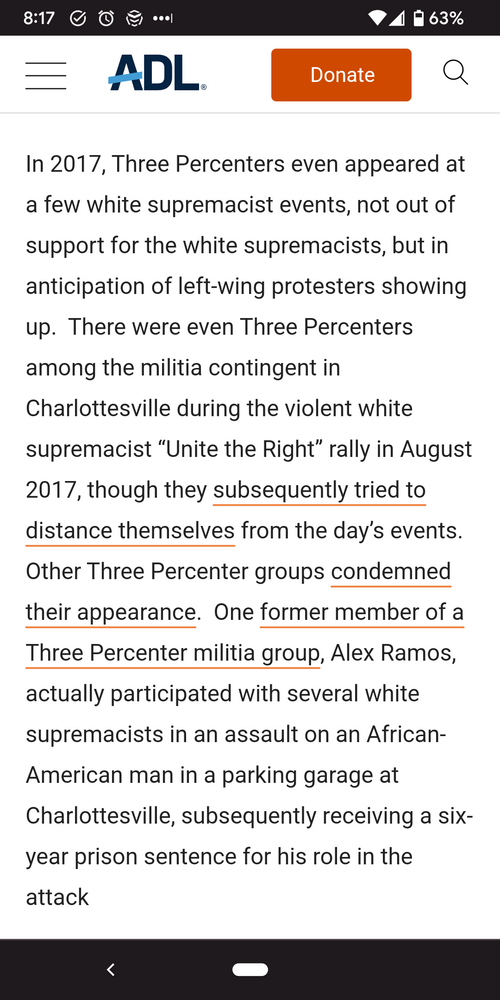 8:17 63%
ADL®
Donate
In 2017, Three Percenters even appeared at
a few white supremacist events, not out of
support for the white supremacists, but in
anticipation of left-wing protesters showing
up.  There were even Three Percenters
among the militia contingent in
Charlottesville during the violent white
supremacist “Unite the Right” rally in August
2017, though they subsequently tried to
distance themselves from the day’s events.
Other Three Percenter groups condemned
their appearance.  One former member of a
Three Percenter militia group, Alex Ramos,
actually participated with several white
supremacists in an assault on an African-
American man in a parking garage at
Charlottesville, subsequently receiving a six-
year prison sentence for his role in the
attack